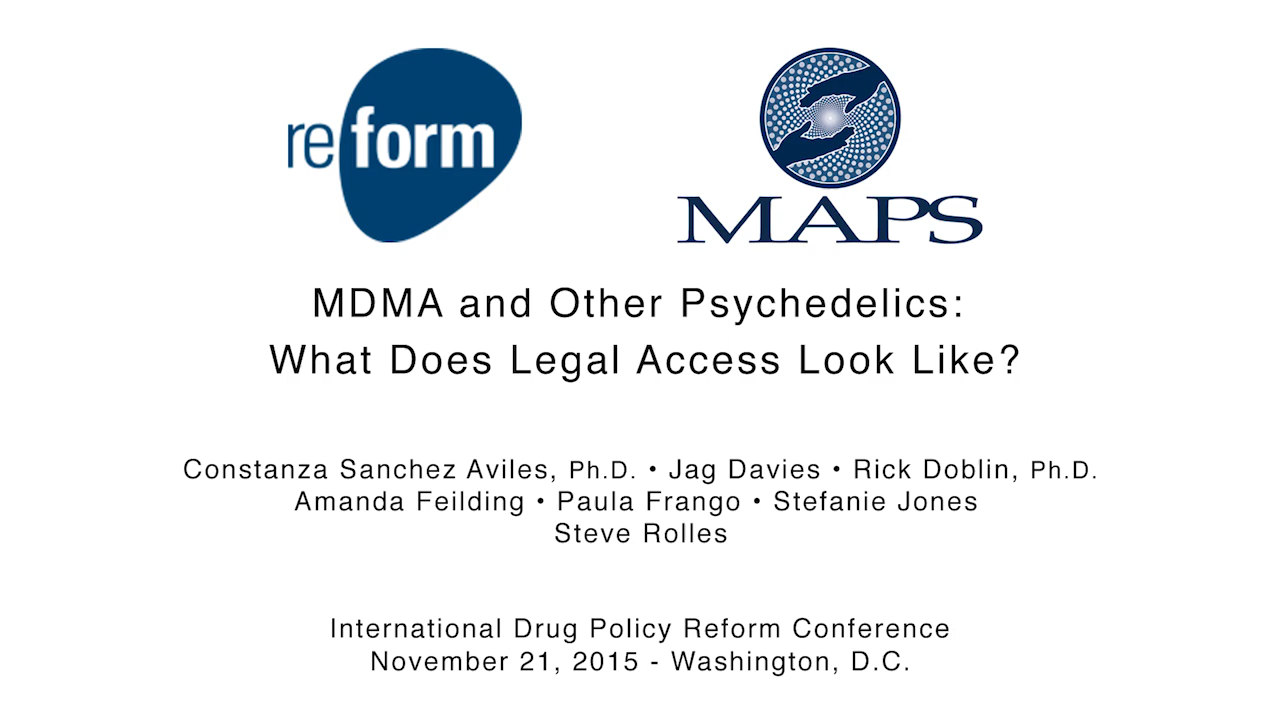 reform
MAPS
MDMA and Other Psychedelics:
What Does Legal Access Look Like?
Constanza Sanchez Aviles, Ph.D. • Jag Davies • Rick Doblin, Ph.D.
Amanda Feilding • Paula Frango • Stefanie Jones
Steve Rolles
International Drug Policy Reform Conference
November 21, 2015 - Washington, D.C.